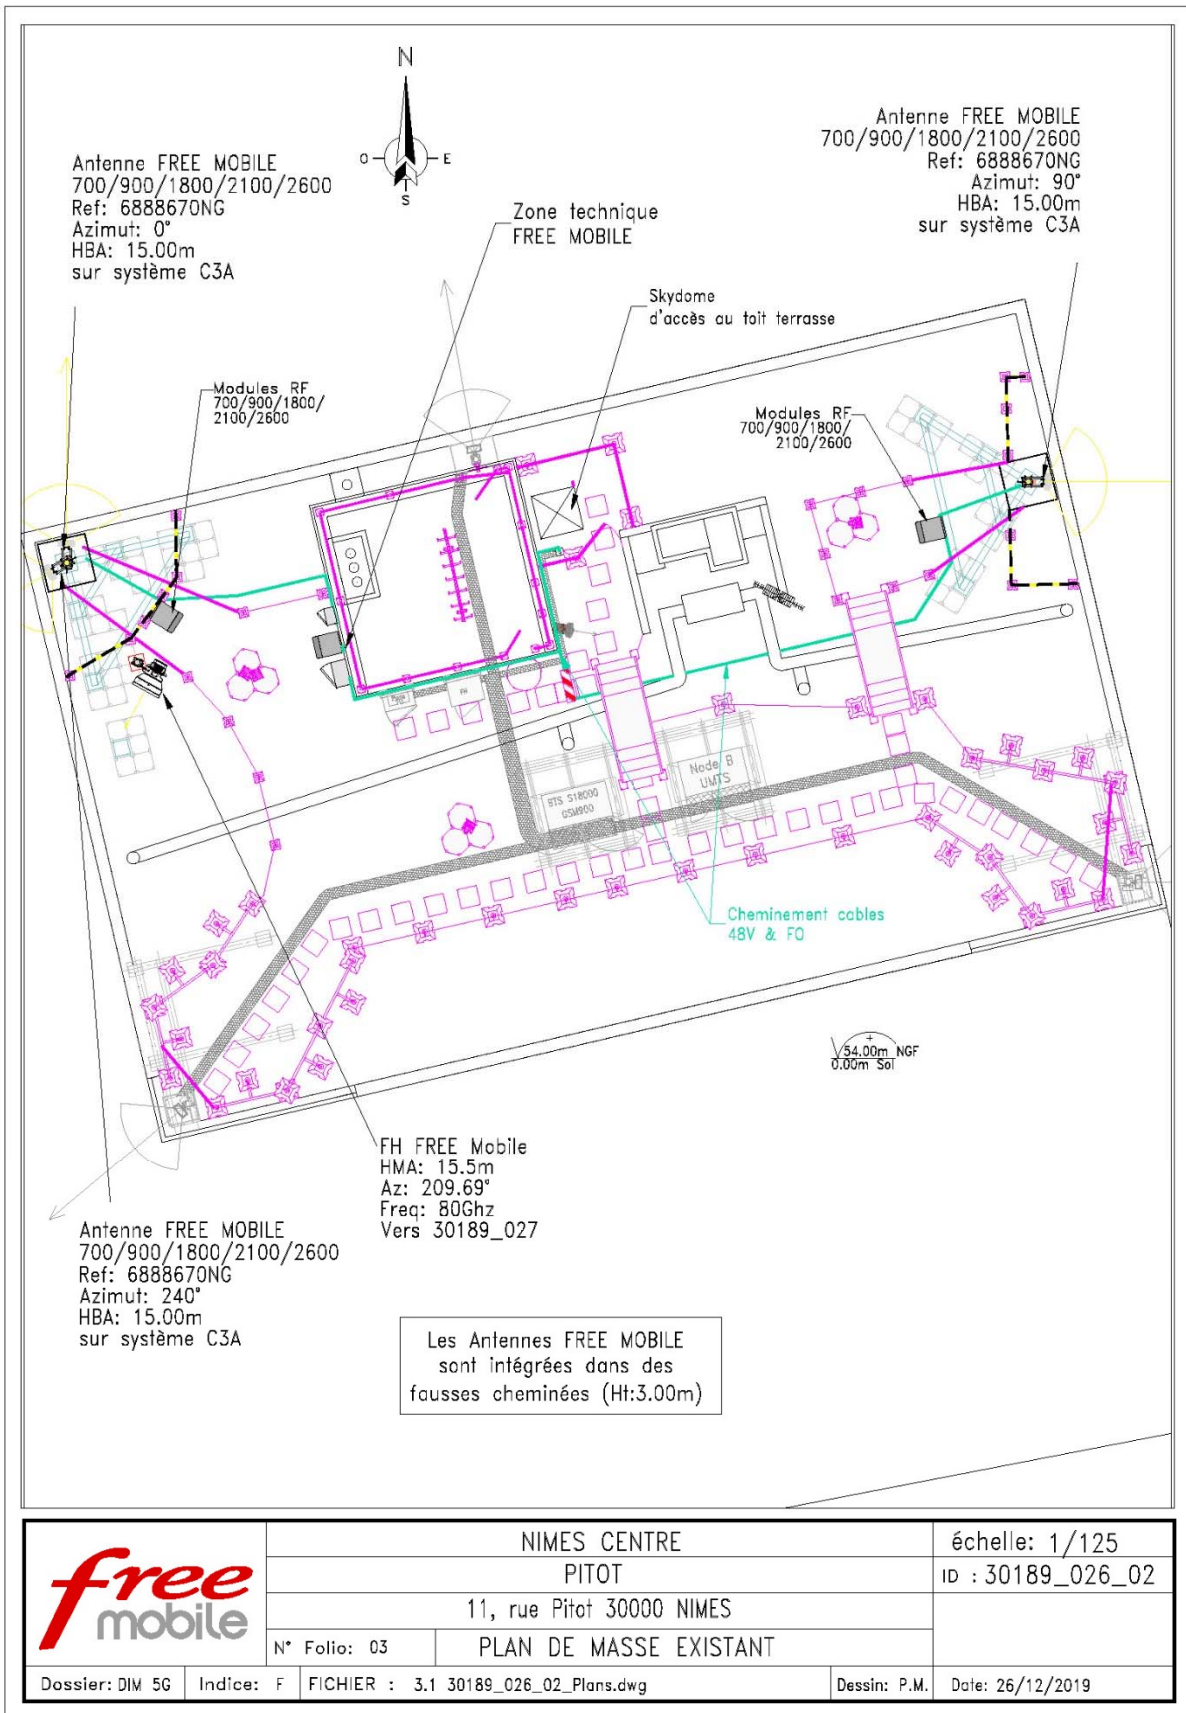 N
O
E
S
Antenne FREE MOBILE
700/900/1800/2100/2600
Ref: 6888670NG
Azimut: 0°
HBA: 15.00m
sur système C3A
Antenne FREE MOBILE
700/900/1800/2100/2600
Ref: 6888670NG
Azimut: 90°
HBA: 15.00m
sur système C3A
Zone technique
FREE MOBILE
Skydome
d'accès au toit terrasse
Modules RF
700/900/1800/
2100/2600
Modules RF
700/900/1800/
2100/2600
FH
Node B
UMTS
BTS S18000
GSM900
Cheminement cables
48V & FO
54.00m NGF
0.00m Sol
FH FREE Mobile
HMA: 15.5m
Az: 209.69°
Freq: 80Ghz
Vers 30189_027
Antenne FREE MOBILE
700/900/1800/2100/2600
Ref: 6888670NG
Azimut: 240°
HBA: 15.00m
sur système C3A
Les Antennes FREE MOBILE
sont intégrées dans des
fausses cheminées (Ht:3.00m)
free
mobile
NIMES CENTRE
échelle: 1/125
PITOT
ID : 30189_026_02
11, rue Pitot 30000 NIMES
N° Folio: 03
PLAN DE MASSE EXISTANT
Dossier: DIM 5G
Indice: F
FICHIER : 3.1 30189_026_02_Plans.dwg
Dessin: P.M.
Date: 26/12/2019